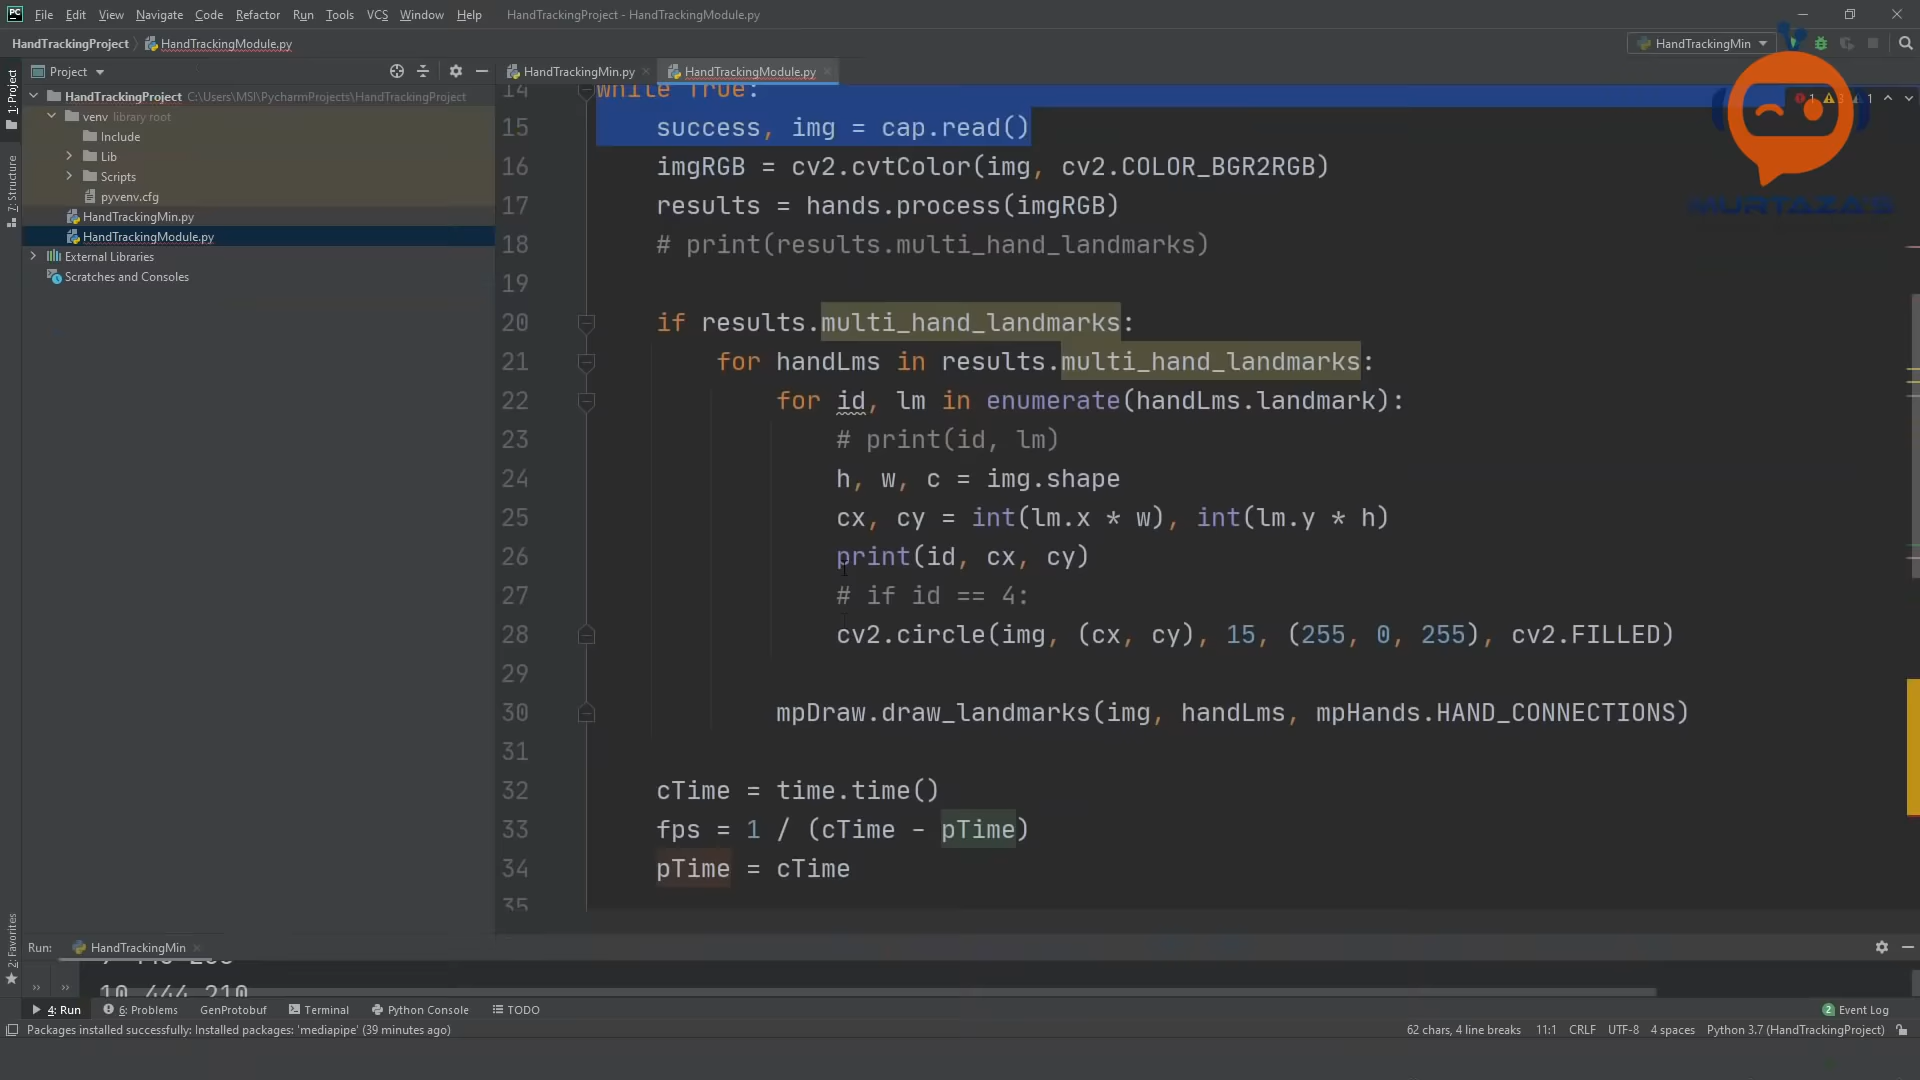 File Edit View Navigate Code Refactor Run Tools VCS Window Help HandTrackingProject - HandTrackingModule.py
HandTrackingProject HandTrackingModule.py HandTrackingMin
Project HandTrackingMin.py HandTrackingModule.py
1: Project
7: Structure
2: Favorites
HandTrackingProject C:\Users\MSI\PycharmProjects\HandTrackingProject
venv library root
Include
Lib
Scripts
pyvenv.cfg
HandTrackingMin.py
HandTrackingModule.py
External Libraries
Scratches and Consoles
1 3 1
MURTAZA'S
14 while True:
15 success, img = cap.read()
16 imgRGB = cv2.cvtColor(img, cv2.COLOR_BGR2RGB)
17 results = hands.process(imgRGB)
18 # print(results.multi_hand_landmarks)
19
20 if results.multi_hand_landmarks:
21 for handLms in results.multi_hand_landmarks:
22 for id, lm in enumerate(handLms.landmark):
23 # print(id, lm)
24 h, w, c = img.shape
25 cx, cy = int(lm.x * w), int(lm.y * h)
26 print(id, cx, cy)
27 # if id == 4:
28 cv2.circle(img, (cx, cy), 15, (255, 0, 255), cv2.FILLED)
29
30 mpDraw.draw_landmarks(img, handLms, mpHands.HAND_CONNECTIONS)
31
32 cTime = time.time()
33 fps = 1 / (cTime - pTime)
34 pTime = cTime
35
Run: HandTrackingMin
10 444 210
4: Run 6: Problems GenProtobuf Terminal Python Console TODO 2 Event Log
Packages installed successfully: Installed packages: 'mediapipe' (39 minutes ago) 62 chars, 4 line breaks 11:1 CRLF UTF-8 4 spaces Python 3.7 (HandTrackingProject)